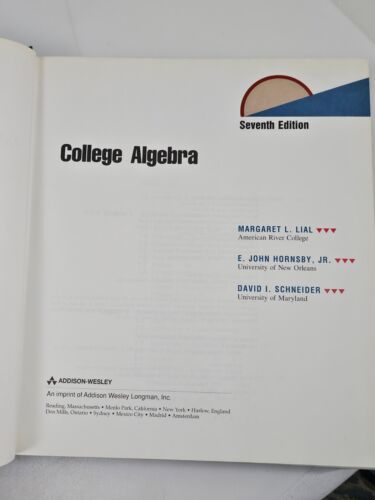 Seventh Edition
College Algebra
MARGARET L. LIAL
American River College
E. JOHN HORNSBY, JR.
University of New Orleans
DAVID I. SCHNEIDER
University of Maryland
ADDISON-WESLEY
An imprint of Addison Wesley Longman, Inc.
Reading, Massachusetts • Menlo Park, California • New York • Harlow, England
Don Mills, Ontario • Sydney • Mexico City • Madrid • Amsterdam